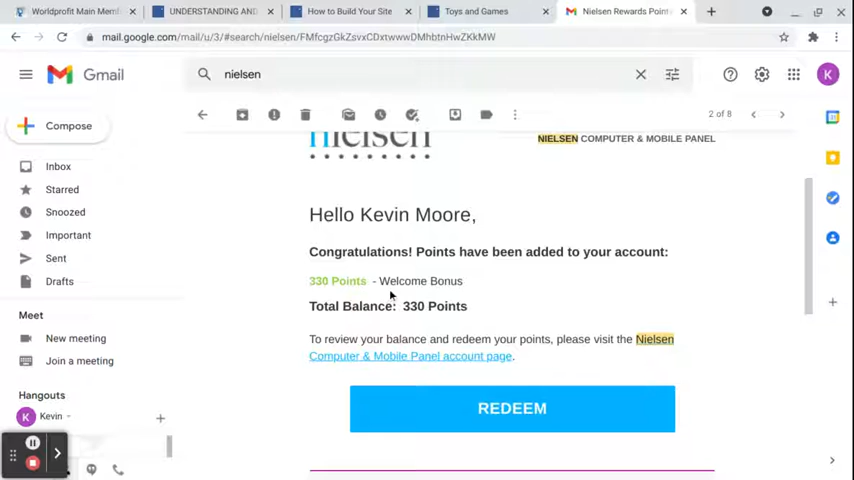 Worldprofit Main Memb
UNDERSTANDING AND
How to Build Your Site
Toys and Games
Nielsen Rewards Point
mail.google.com/mail/u/3/#search/nielsen/FMfcgzGkZsvxCDxtwwwDMhbtnHwZKkMW
Gmail
nielsen
K
Compose
2 of 8
Inbox
Starred
Snoozed
Important
Sent
Drafts
Meet
New meeting
Join a meeting
Hangouts
K Kevin
nielsen
NIELSEN COMPUTER & MOBILE PANEL
Hello Kevin Moore,
Congratulations! Points have been added to your account:
330 Points - Welcome Bonus
Total Balance: 330 Points
To review your balance and redeem your points, please visit the Nielsen
Computer & Mobile Panel account page.
REDEEM